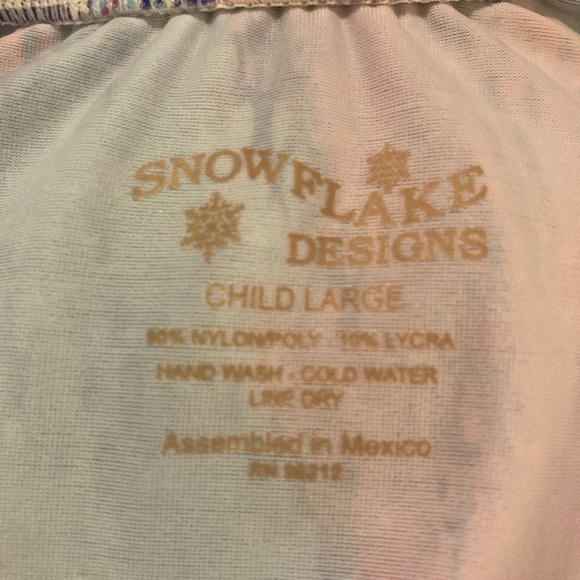 SNOWFLAKE
DESIGNS
CHILD LARGE
90% NYLON/POLY - 10% LYCRA
HAND WASH - COLD WATER
LINE DRY
Assembled in Mexico
RN